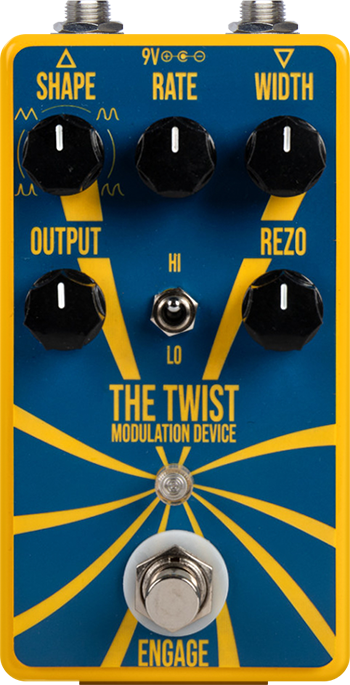 9V
SHAPE RATE WIDTH
OUTPUT REZO
HI
LO
THE TWIST
MODULATION DEVICE
ENGAGE